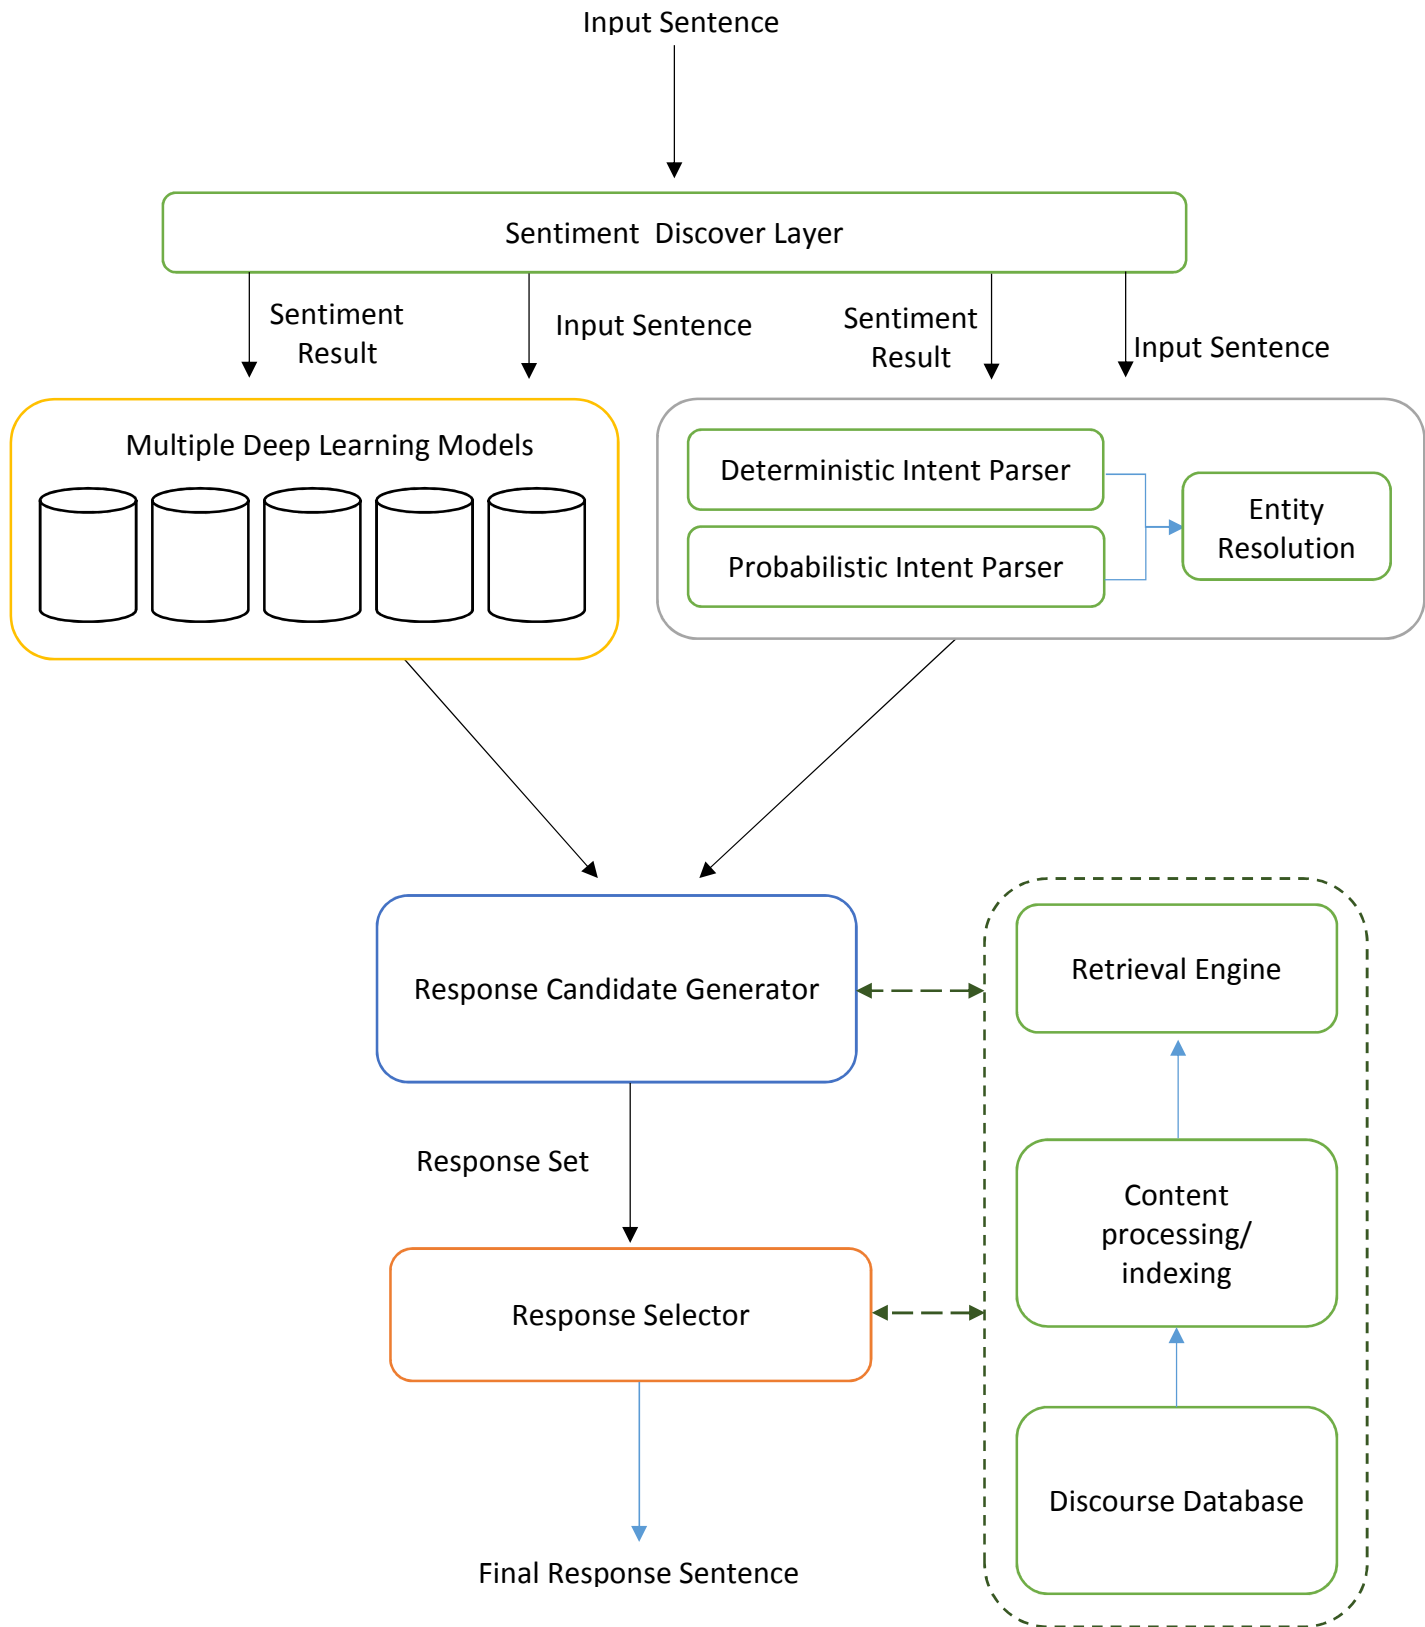 Input Sentence
Sentiment Discover Layer
Sentiment
Result
Input Sentence
Sentiment
Result
Input Sentence
Multiple Deep Learning Models
Deterministic Intent Parser
Probabilistic Intent Parser
Entity
Resolution
Response Candidate Generator
Retrieval Engine
Response Set
Content
processing/
indexing
Response Selector
Discourse Database
Final Response Sentence